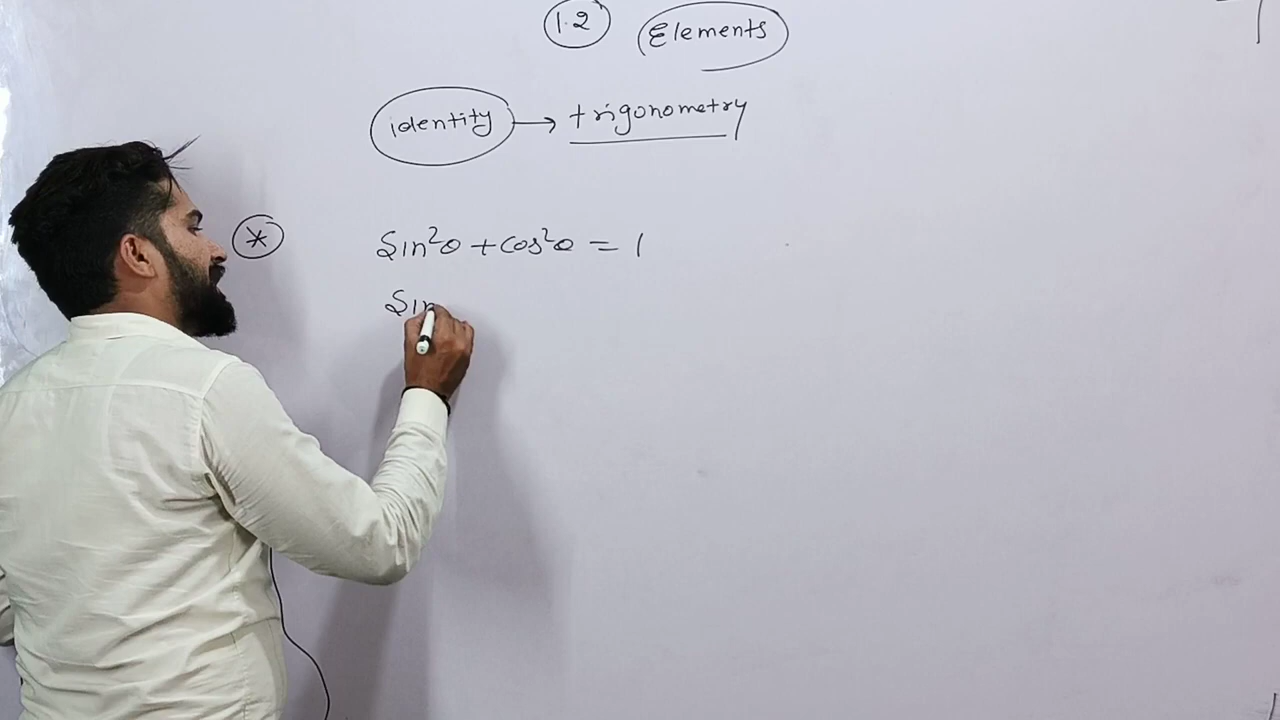 1.2 Elements
identity → trigonometry
* Sin²θ + Cos²θ = 1
Sin